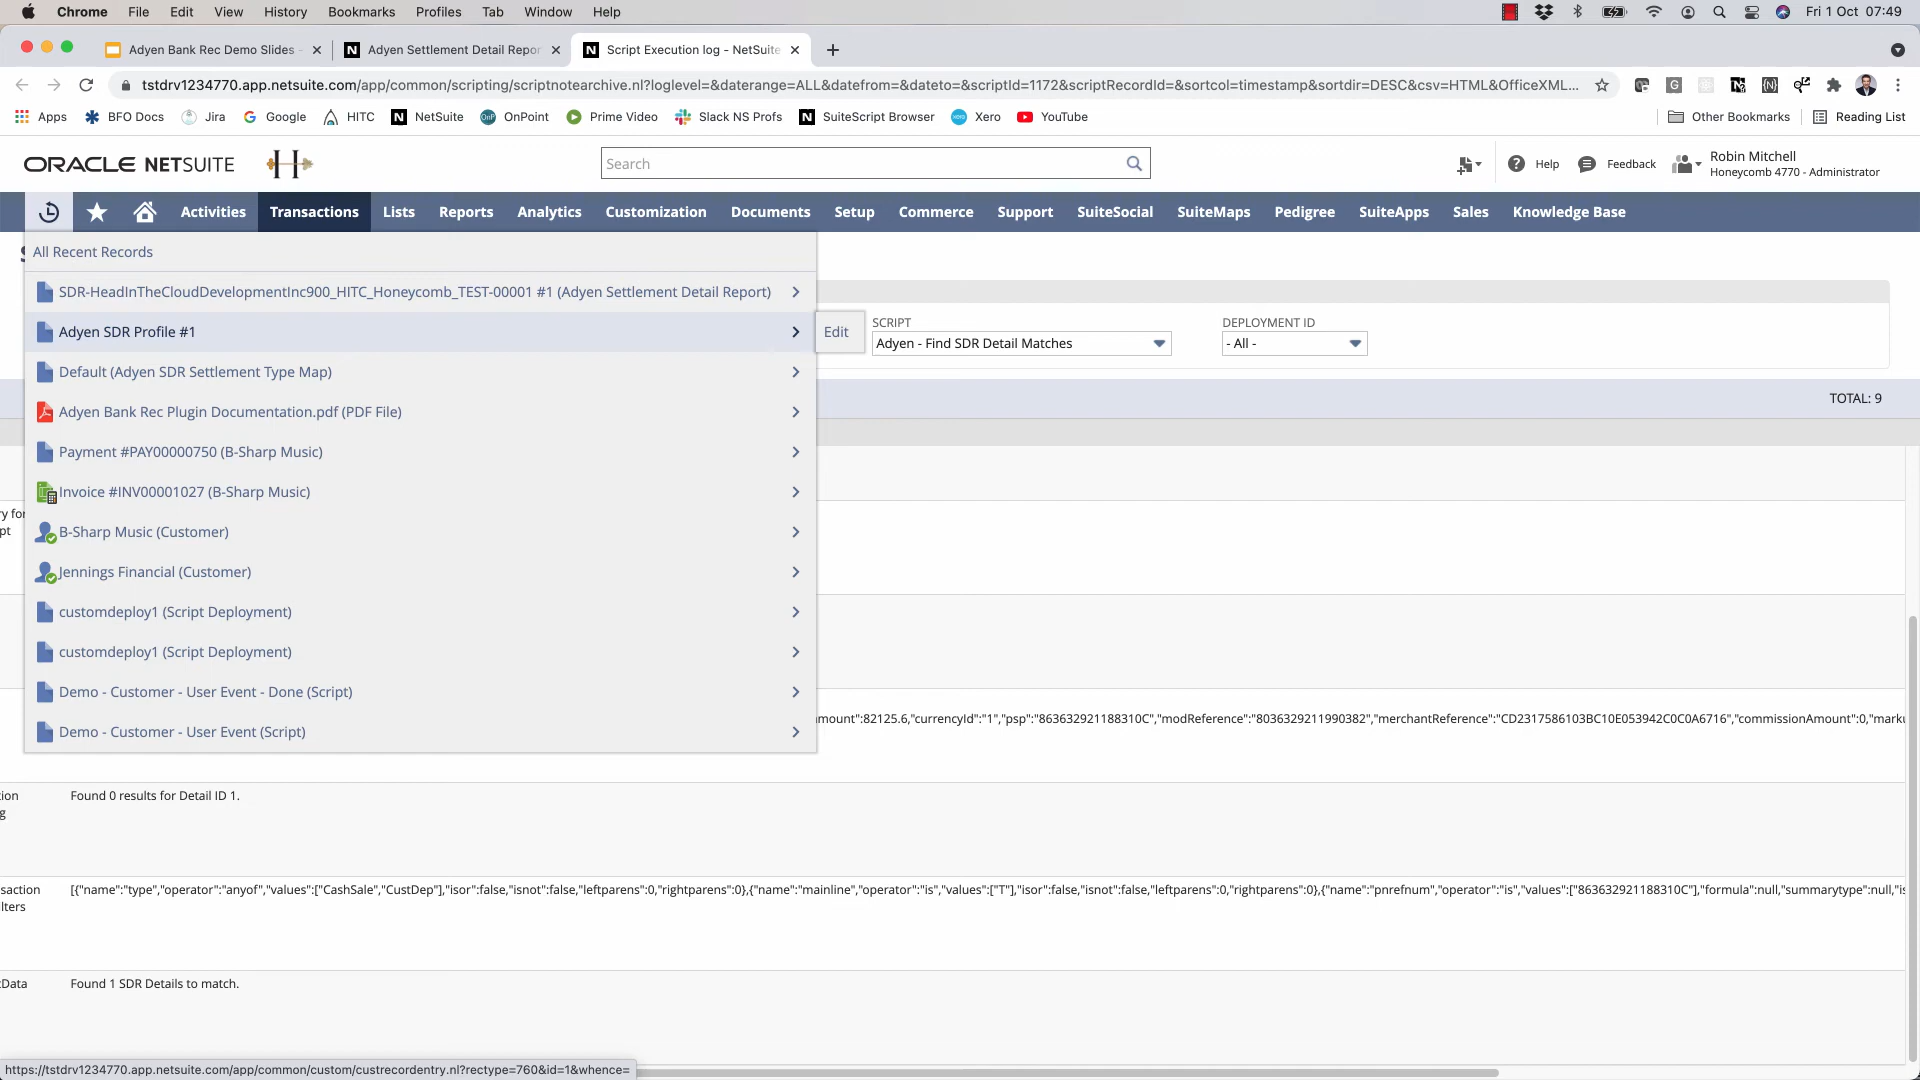 Chrome File Edit View History Bookmarks Profiles Tab Window Help Fri 1 Oct 07:49
Adyen Bank Rec Demo Slides - Adyen Settlement Detail Repor Script Execution log - NetSuite
tstdrv1234770.app.netsuite.com/app/common/scripting/scriptnotearchive.nl?loglevel=&daterange=ALL&datefrom=&dateto=&scriptId=1172&scriptRecordId=&sortcol=timestamp&sortdir=DESC&csv=HTML&OfficeXML...
Apps BFO Docs Jira Google HITC NetSuite OnPoint Prime Video Slack NS Profs SuiteScript Browser Xero YouTube Other Bookmarks Reading List
ORACLE NETSUITE H Search Help Feedback Robin Mitchell
Honeycomb 4770 - Administrator
Activities Transactions Lists Reports Analytics Customization Documents Setup Commerce Support SuiteSocial SuiteMaps Pedigree SuiteApps Sales Knowledge Base
All Recent Records
SDR-HeadInTheCloudDevelopmentInc900_HITC_Honeycomb_TEST-00001 #1 (Adyen Settlement Detail Report)
Adyen SDR Profile #1 Edit
SCRIPT DEPLOYMENT ID
Adyen - Find SDR Detail Matches - All -
Default (Adyen SDR Settlement Type Map)
TOTAL: 9
Adyen Bank Rec Plugin Documentation.pdf (PDF File)
Payment #PAY00000750 (B-Sharp Music)
Invoice #INV00001027 (B-Sharp Music)
ry for
pt
B-Sharp Music (Customer)
Jennings Financial (Customer)
customdeploy1 (Script Deployment)
customdeploy1 (Script Deployment)
Demo - Customer - User Event - Done (Script)
mount":82125.6,"currencyId":"1","psp":"863632921188310C","modReference":"8036329211990382","merchantReference":"CD2317586103BC10E053942C0C0A6716","commissionAmount":0,"marku
Demo - Customer - User Event (Script)
ion Found 0 results for Detail ID 1.
g
saction [{"name":"type","operator":"anyof","values":["CashSale","CustDep"],"isor":false,"isnot":false,"leftparens":0,"rightparens":0},{"name":"mainline","operator":"is","values":["T"],"isor":false,"isnot":false,"leftparens":0,"rightparens":0},{"name":"pnrefnum","operator":"is","values":["863632921188310C"],"formula":null,"summarytype":null,"is
lters
tData Found 1 SDR Details to match.
https://tstdrv1234770.app.netsuite.com/app/common/custom/custrecordentry.nl?rectype=760&id=1&whence=